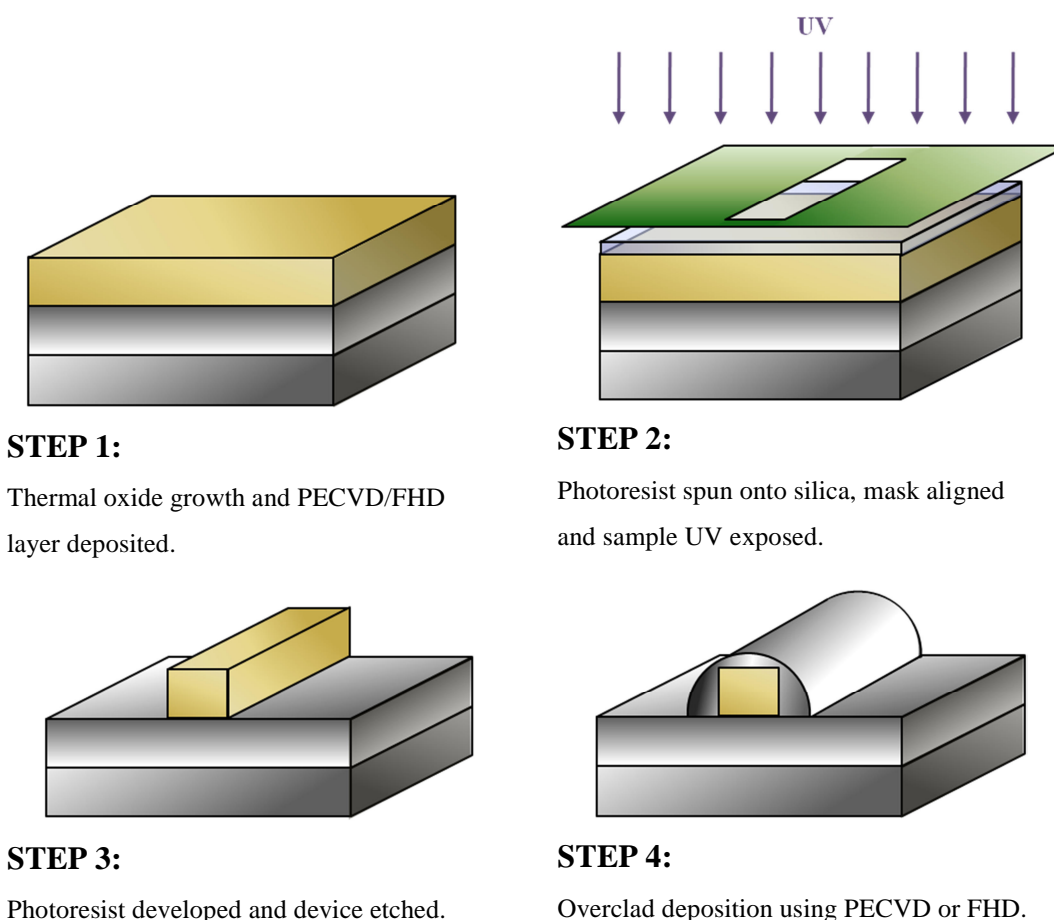 UV
STEP 1:
Thermal oxide growth and PECVD/FHD
layer deposited.
STEP 2:
Photoresist spun onto silica, mask aligned
and sample UV exposed.
STEP 3:
Photoresist developed and device etched.
STEP 4:
Overclad deposition using PECVD or FHD.